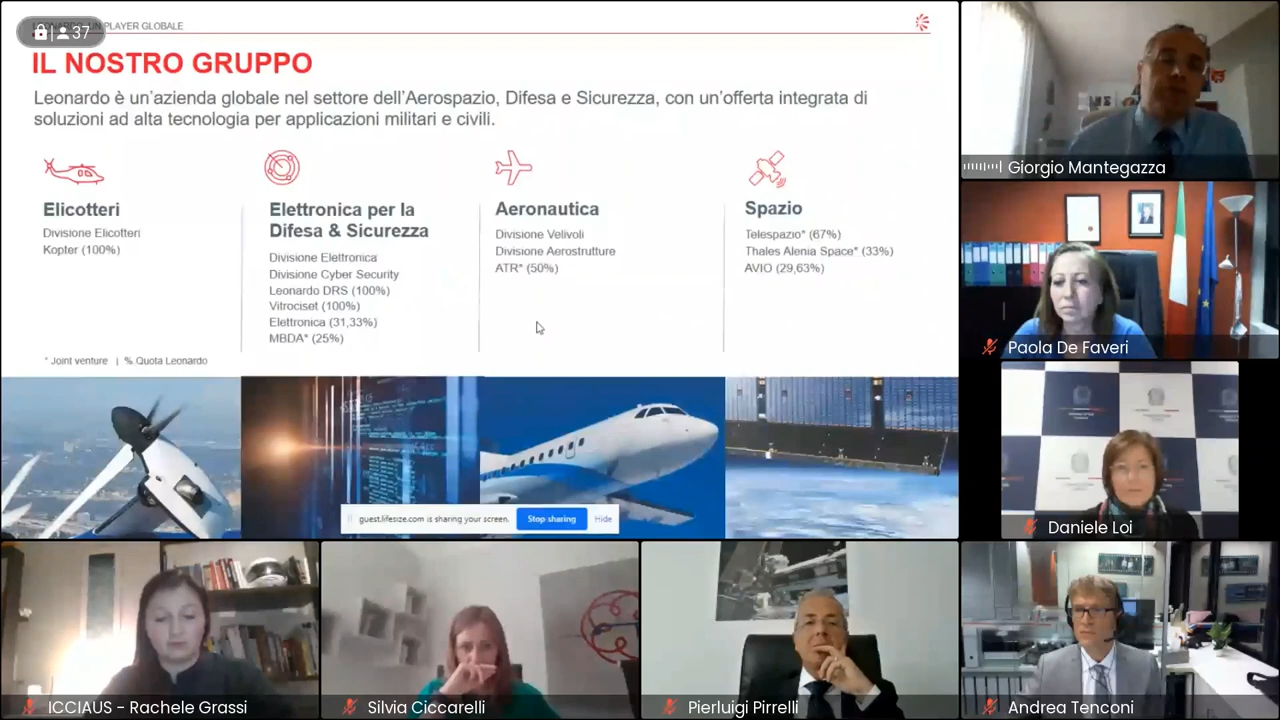 UN PLAYER GLOBALE
37
IL NOSTRO GRUPPO
Leonardo è un'azienda globale nel settore dell'Aerospazio, Difesa e Sicurezza, con un'offerta integrata di
soluzioni ad alta tecnologia per applicazioni militari e civili.
Elicotteri
Divisione Elicotteri
Kopter (100%)
Elettronica per la
Difesa & Sicurezza
Divisione Elettronica
Divisione Cyber Security
Leonardo DRS (100%)
Vitrociset (100%)
Elettronica (31,33%)
MBDA* (25%)
Aeronautica
Divisione Velivoli
Divisione Aerostrutture
ATR* (50%)
Spazio
Telespazio* (67%)
Thales Alenia Space* (33%)
AVIO (29,63%)
* Joint venture | % Quota Leonardo
guest.lifesize.com is sharing your screen.
Stop sharing
Hide
Giorgio Mantegazza
Paola De Faveri
Daniele Loi
ICCIAUS - Rachele Grassi
Silvia Ciccarelli
Pierluigi Pirrelli
Andrea Tenconi